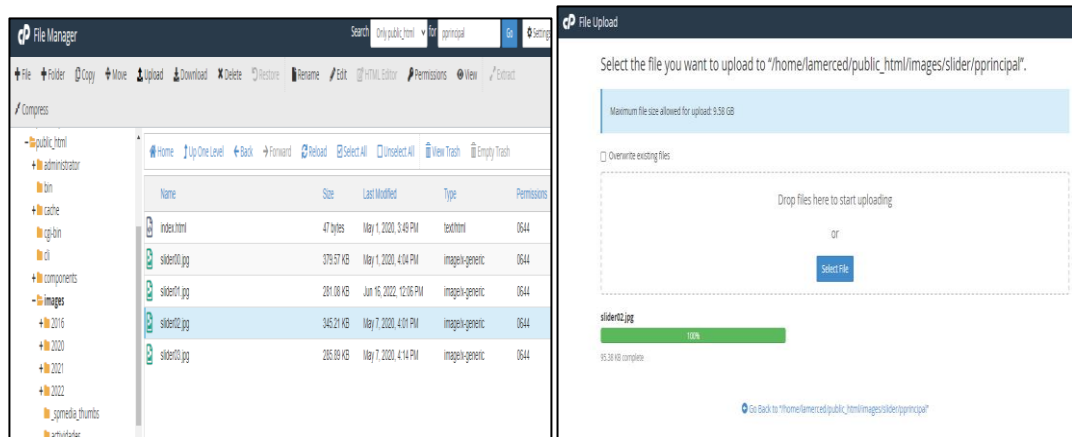 cP File Manager
Search Only public_html for pprincipal Go Settings
File Folder Copy Move Upload Download Delete Restore Rename Edit HTML Editor Permissions View Extract
Compress
public_html
administrator
bin
cache
cgi-bin
cli
components
images
2016
2020
2021
2022
_spmedia_thumbs
actividades
Home Up One Level Back Forward Reload Select All Unselect All View Trash Empty Trash
Name Size Last Modified Type Permissions
index.html 47 bytes May 1, 2020, 3:49 PM text/html 0644
slider00.jpg 379.57 KB May 1, 2020, 4:04 PM image/x-generic 0644
slider01.jpg 281.08 KB Jun 16, 2022, 12:06 PM image/x-generic 0644
slider02.jpg 345.21 KB May 7, 2020, 4:01 PM image/x-generic 0644
slider03.jpg 265.89 KB May 7, 2020, 4:14 PM image/x-generic 0644
cP File Upload
Select the file you want to upload to “/home/lamerced/public_html/images/slider/pprincipal”.
Maximum file size allowed for upload: 9.58 GB
Overwrite existing files
Drop files here to start uploading
or
Select File
slider02.jpg
100%
95.38 KB complete
Go Back to “/home/lamerced/public_html/images/slider/pprincipal”